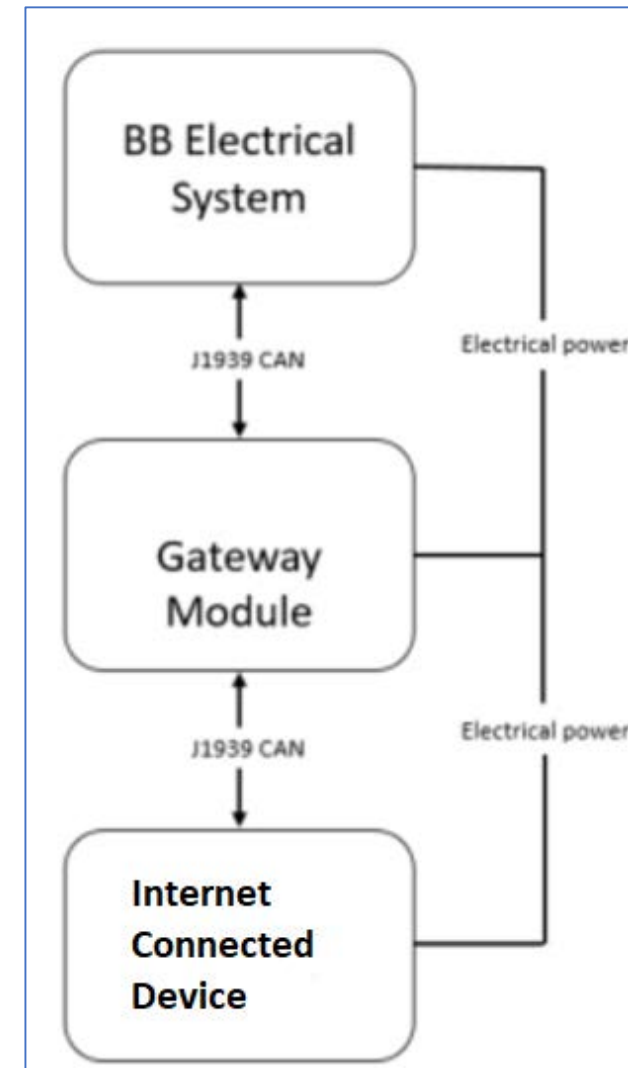 BB Electrical
System
J1939 CAN
Electrical power
Gateway
Module
J1939 CAN
Electrical power
Internet
Connected
Device